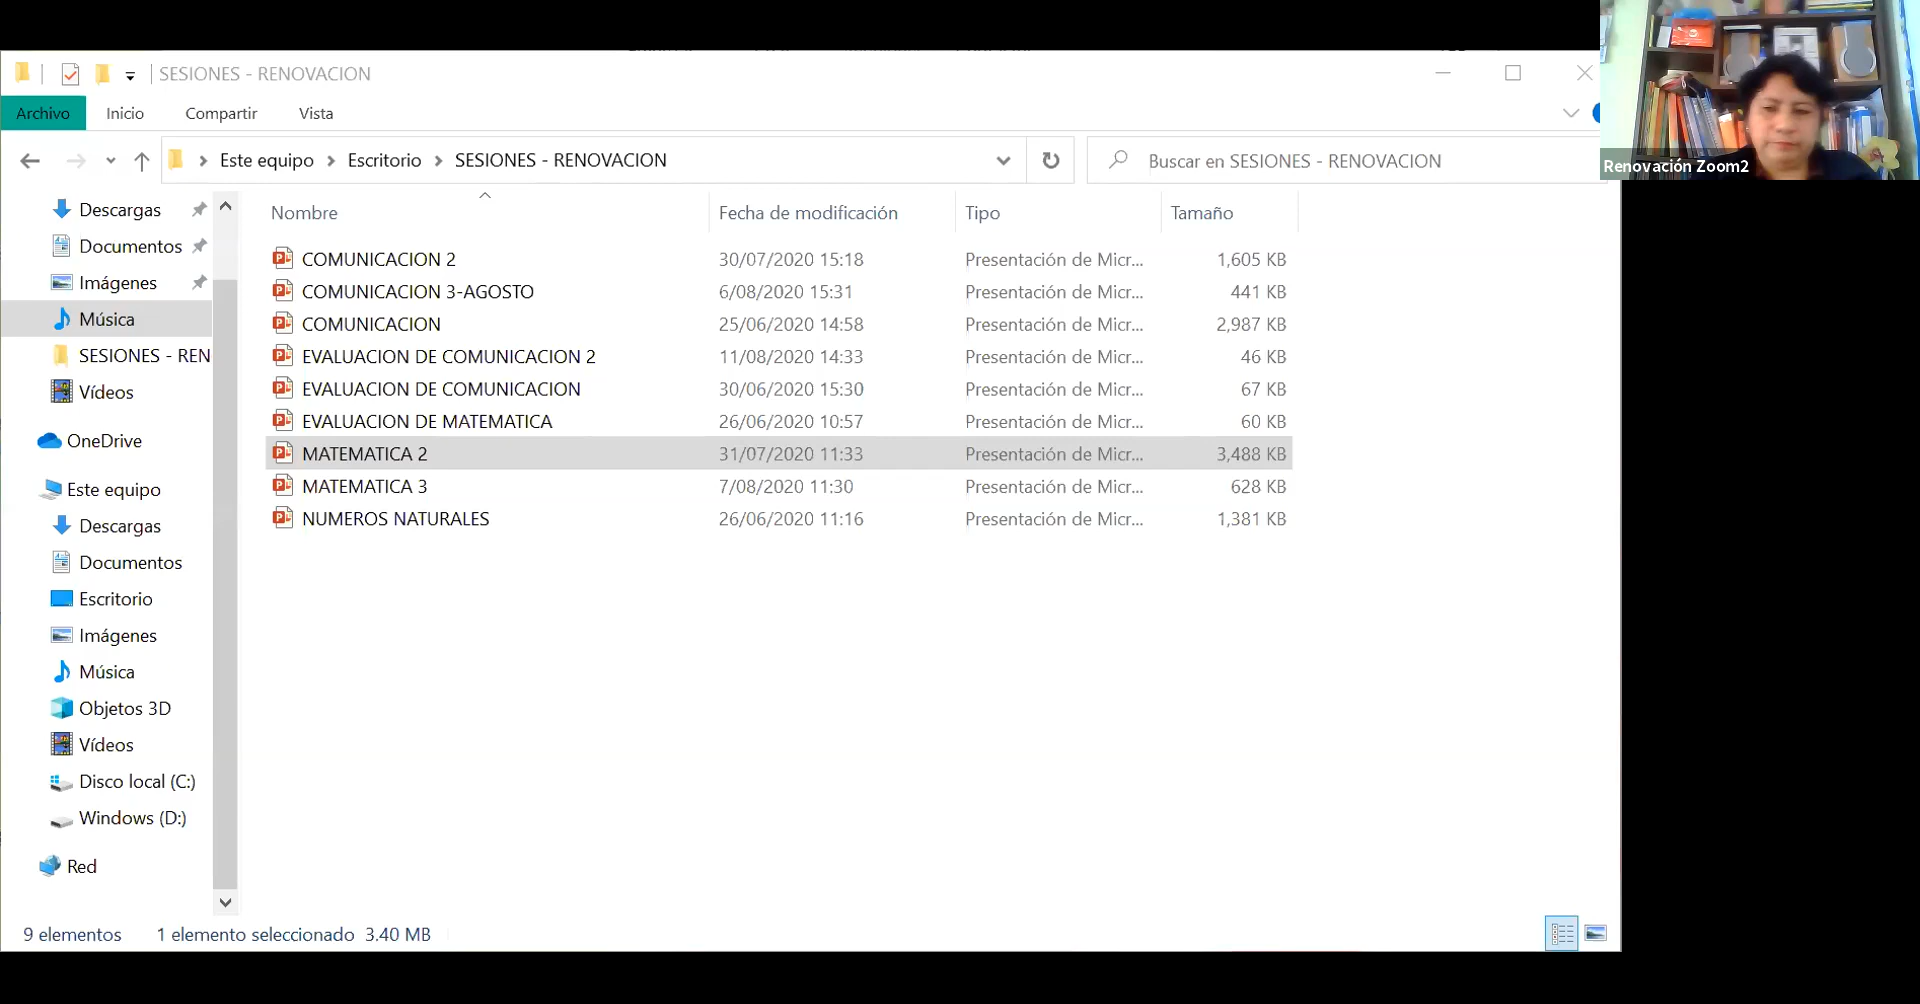 SESIONES - RENOVACION
Archivo Inicio Compartir Vista
Este equipo Escritorio SESIONES - RENOVACION Buscar en SESIONES - RENOVACION
Renovación Zoom2
Descargas
Documentos
Imágenes
Música
SESIONES - REN
Vídeos
OneDrive
Este equipo
Descargas
Documentos
Escritorio
Imágenes
Música
Objetos 3D
Vídeos
Disco local (C:)
Windows (D:)
Red
Nombre Fecha de modificación Tipo Tamaño
COMUNICACION 2 30/07/2020 15:18 Presentación de Micr... 1,605 KB
COMUNICACION 3-AGOSTO 6/08/2020 15:31 Presentación de Micr... 441 KB
COMUNICACION 25/06/2020 14:58 Presentación de Micr... 2,987 KB
EVALUACION DE COMUNICACION 2 11/08/2020 14:33 Presentación de Micr... 46 KB
EVALUACION DE COMUNICACION 30/06/2020 15:30 Presentación de Micr... 67 KB
EVALUACION DE MATEMATICA 26/06/2020 10:57 Presentación de Micr... 60 KB
MATEMATICA 2 31/07/2020 11:33 Presentación de Micr... 3,488 KB
MATEMATICA 3 7/08/2020 11:30 Presentación de Micr... 628 KB
NUMEROS NATURALES 26/06/2020 11:16 Presentación de Micr... 1,381 KB
9 elementos 1 elemento seleccionado 3.40 MB